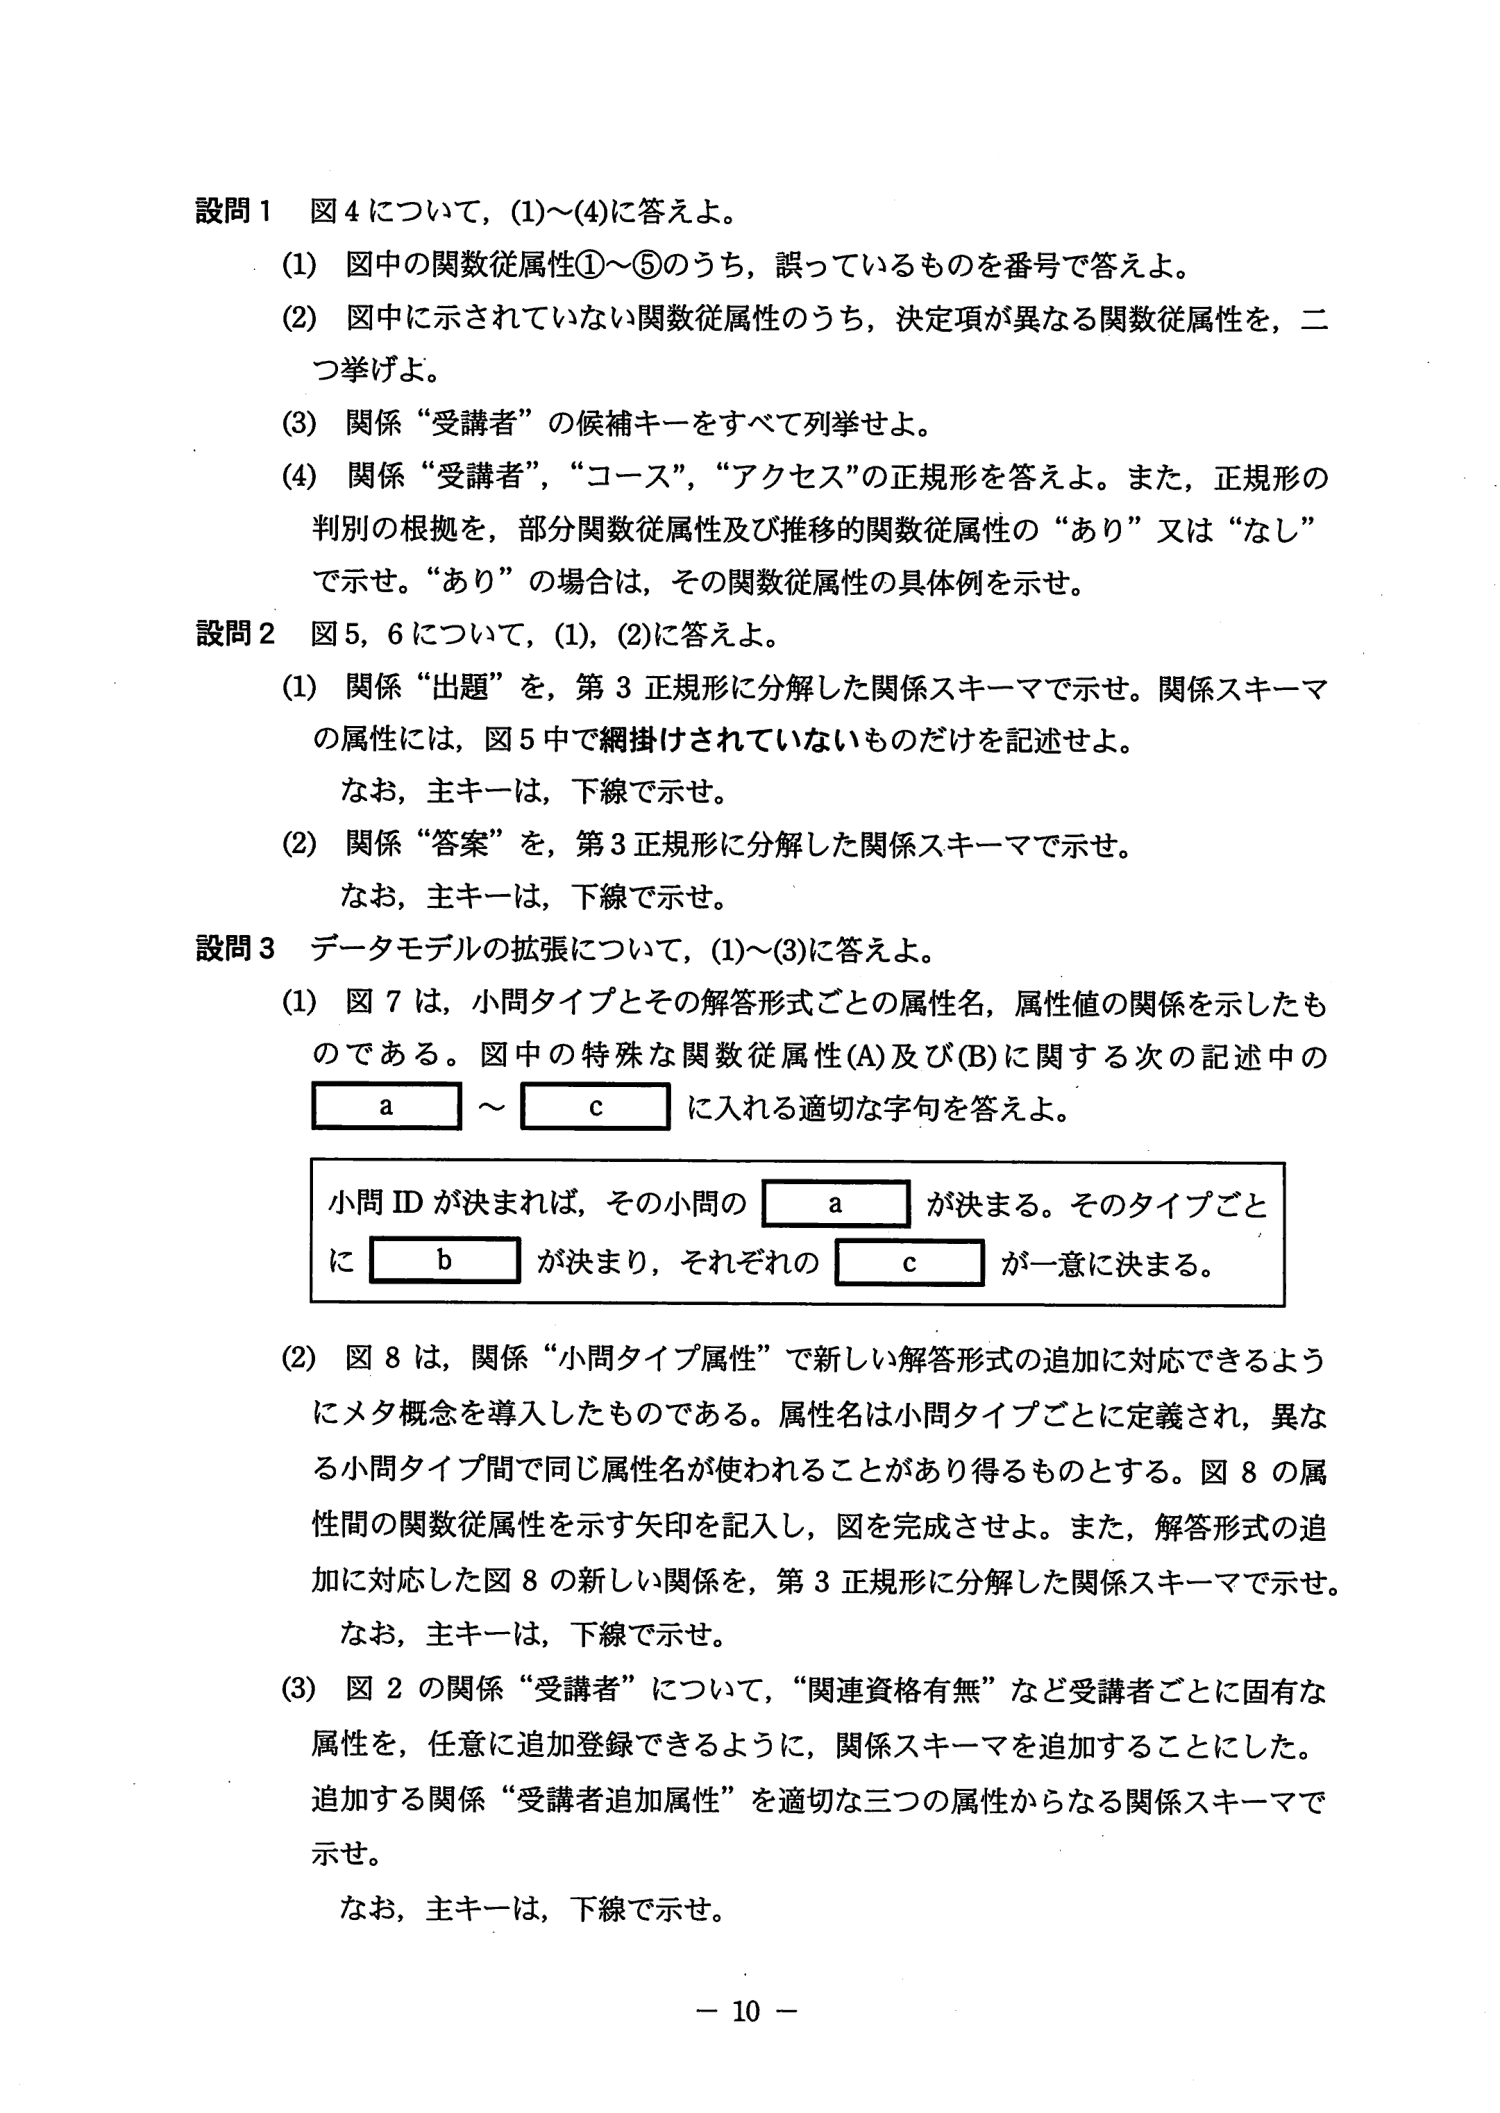 設問1 図4について，(1)～(4)に答えよ。
(1) 図中の関数従属性①～⑤のうち，誤っているものを番号で答えよ。
(2) 図中に示されていない関数従属性のうち，決定項が異なる関数従属性を，二
つ挙げよ。
(3) 関係“受講者”の候補キーをすべて列挙せよ。
(4) 関係“受講者”，“コース”，“アクセス”の正規形を答えよ。また，正規形の
判別の根拠を，部分関数従属性及び推移的関数従属性の“あり”又は“なし”
で示せ。“あり”の場合は，その関数従属性の具体例を示せ。
設問2 図5，6について，(1)，(2)に答えよ。
(1) 関係“出題”を，第3正規形に分解した関係スキーマで示せ。関係スキーマ
の属性には，図5中で網掛けされていないものだけを記述せよ。
なお，主キーは，下線で示せ。
(2) 関係“答案”を，第3正規形に分解した関係スキーマで示せ。
なお，主キーは，下線で示せ。
設問3 データモデルの拡張について，(1)～(3)に答えよ。
(1) 図7は，小問タイプとその解答形式ごとの属性名，属性値の関係を示したも
のである。図中の特殊な関数従属性(A)及び(B)に関する次の記述中の
a ～ c に入れる適切な字句を答えよ。
小問IDが決まれば，その小問の a が決まる。そのタイプごと
に b が決まり，それぞれの c が一意に決まる。
(2) 図8は，関係“小問タイプ属性”で新しい解答形式の追加に対応できるよう
にメタ概念を導入したものである。属性名は小問タイプごとに定義され，異な
る小問タイプ間で同じ属性名が使われることがあり得るものとする。図8の属
性間の関数従属性を示す矢印を記入し，図を完成させよ。また，解答形式の追
加に対応した図8の新しい関係を，第3正規形に分解した関係スキーマで示せ。
なお，主キーは，下線で示せ。
(3) 図2の関係“受講者”について，“関連資格有無”など受講者ごとに固有な
属性を，任意に追加登録できるように，関係スキーマを追加することにした。
追加する関係“受講者追加属性”を適切な三つの属性からなる関係スキーマで
示せ。
なお，主キーは，下線で示せ。
－ 10 －